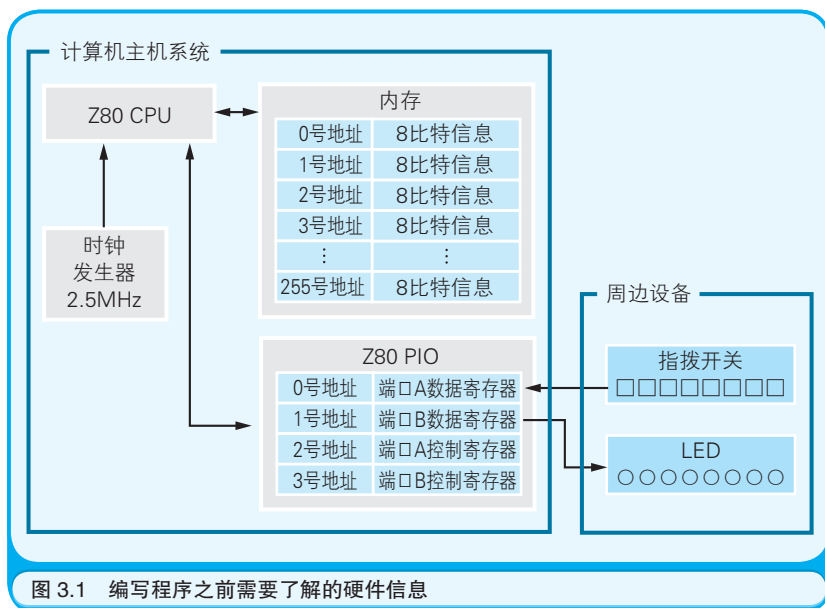 计算机主机系统
Z80 CPU
时钟
发生器
2.5MHz
内存
0号地址 8比特信息
1号地址 8比特信息
2号地址 8比特信息
3号地址 8比特信息
⋮ ⋮
255号地址 8比特信息
Z80 PIO
0号地址 端口A数据寄存器
1号地址 端口B数据寄存器
2号地址 端口A控制寄存器
3号地址 端口B控制寄存器
周边设备
指拨开关
□□□□□□□□
LED
○○○○○○○○
图 3.1 编写程序之前需要了解的硬件信息